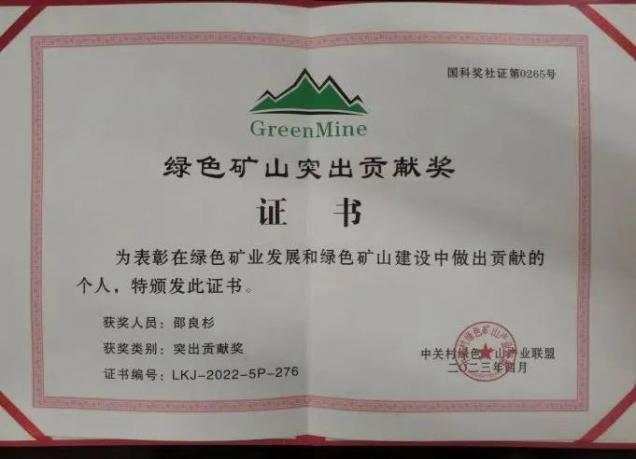 国科奖社证第0265号
GreenMine
绿色矿山突出贡献奖
证 书
为表彰在绿色矿业发展和绿色矿山建设中做出贡献的
个人，特颁发此证书。
获奖人员：邵良杉
获奖类别：突出贡献奖
证书编号：LKJ-2022-5P-276
中关村绿色矿山产业联盟
二〇二三年四月